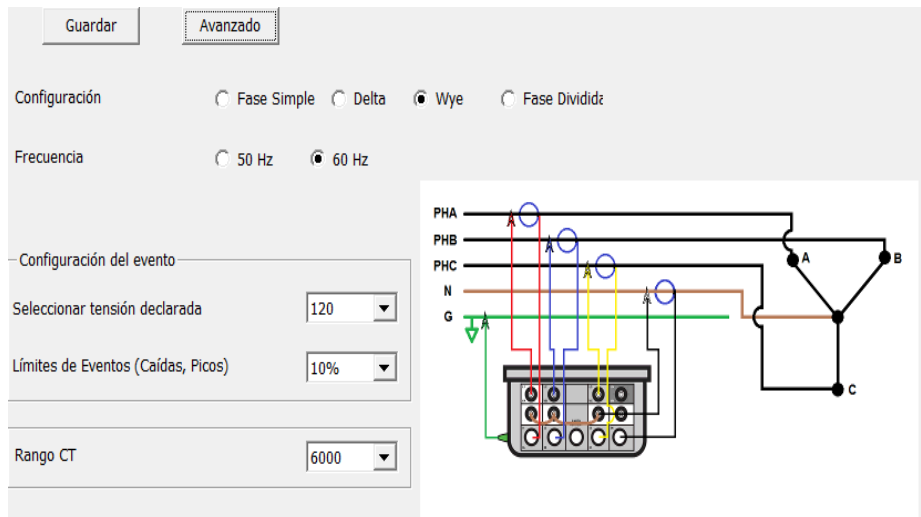 Guardar
Avanzado
Configuración
Fase Simple
Delta
Wye
Fase Dividida
Frecuencia
50 Hz
60 Hz
Configuración del evento
Seleccionar tensión declarada
120
Límites de Eventos (Caídas, Picos)
10%
Rango CT
6000
PHA
PHB
PHC
N
G
A
B
C